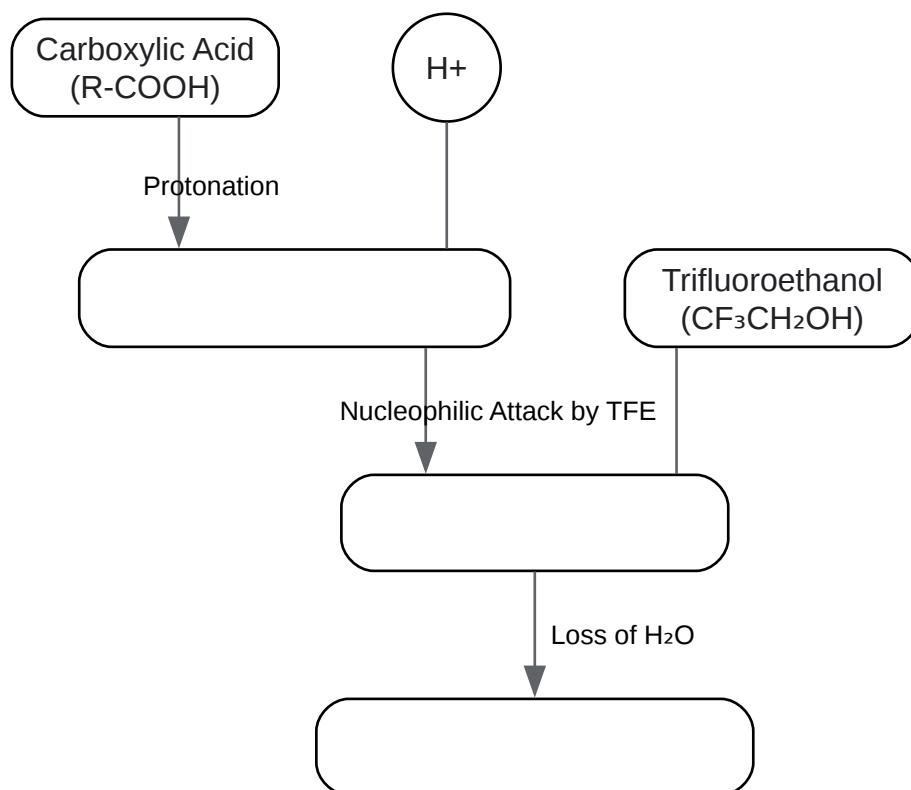 Carboxylic Acid
(R-COOH)
H+
Protonation
Trifluoroethanol
(CF₃CH₂OH)
Nucleophilic Attack by TFE
Loss of H₂O